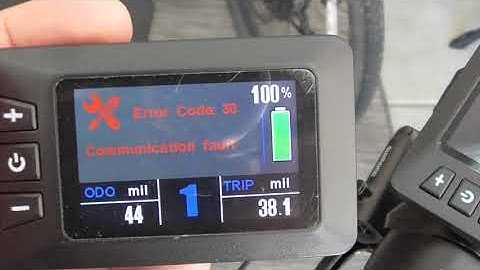 100%
Error Code: 30
Communication fault
ODO mil
TRIP mil
1
44
38.1